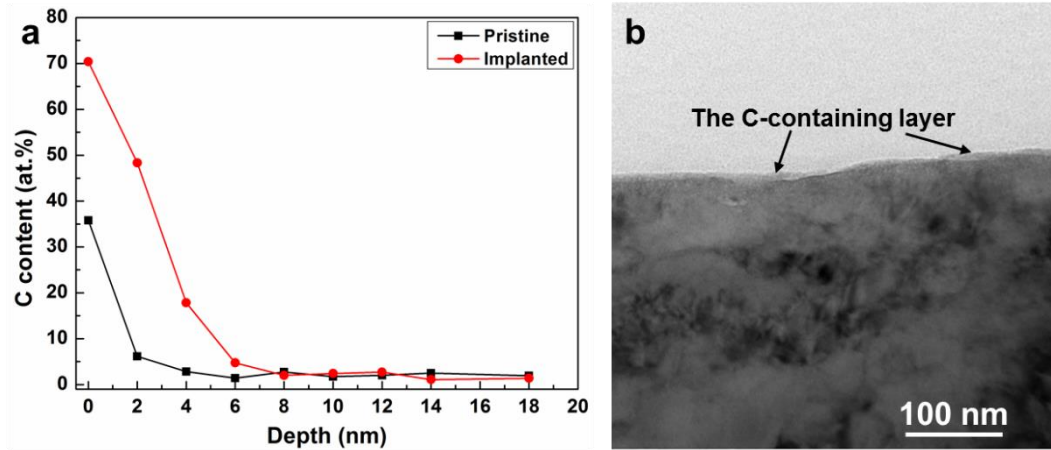 a
Pristine
Implanted
80
70
60
50
40
30
20
10
0
C content (at.%)
0 2 4 6 8 10 12 14 16 18 20
Depth (nm)
b
The C-containing layer
100 nm